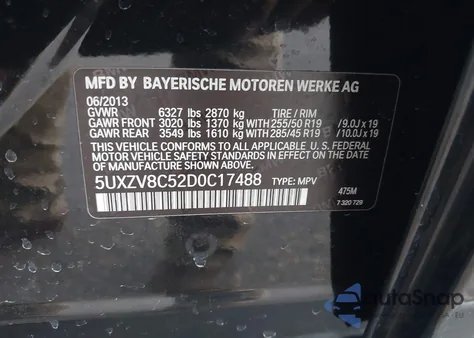 MFD BY BAYERISCHE MOTOREN WERKE AG
06/2013
GVWR 6327 lbs 2870 kg TIRE / RIM
GAWR FRONT 3020 lbs 1370 kg WITH 255/50 R19 / 9.0J x 19
GAWR REAR 3549 lbs 1610 kg WITH 285/45 R19 / 10.0J x 19
THIS VEHICLE CONFORMS TO ALL APPLICABLE U.S. FEDERAL
MOTOR VEHICLE SAFETY STANDARDS IN EFFECT ON THE
DATE OF MANUFACTURE SHOWN ABOVE.
5UXZV8C52D0C17488 TYPE: MPV
475M
7 320 729
autoSnap